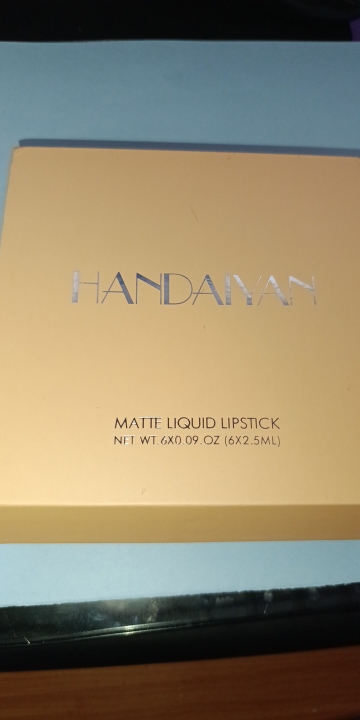 HANDAIYAN
MATTE LIQUID LIPSTICK
NET WT.6X0.09.OZ (6X2.5ML)